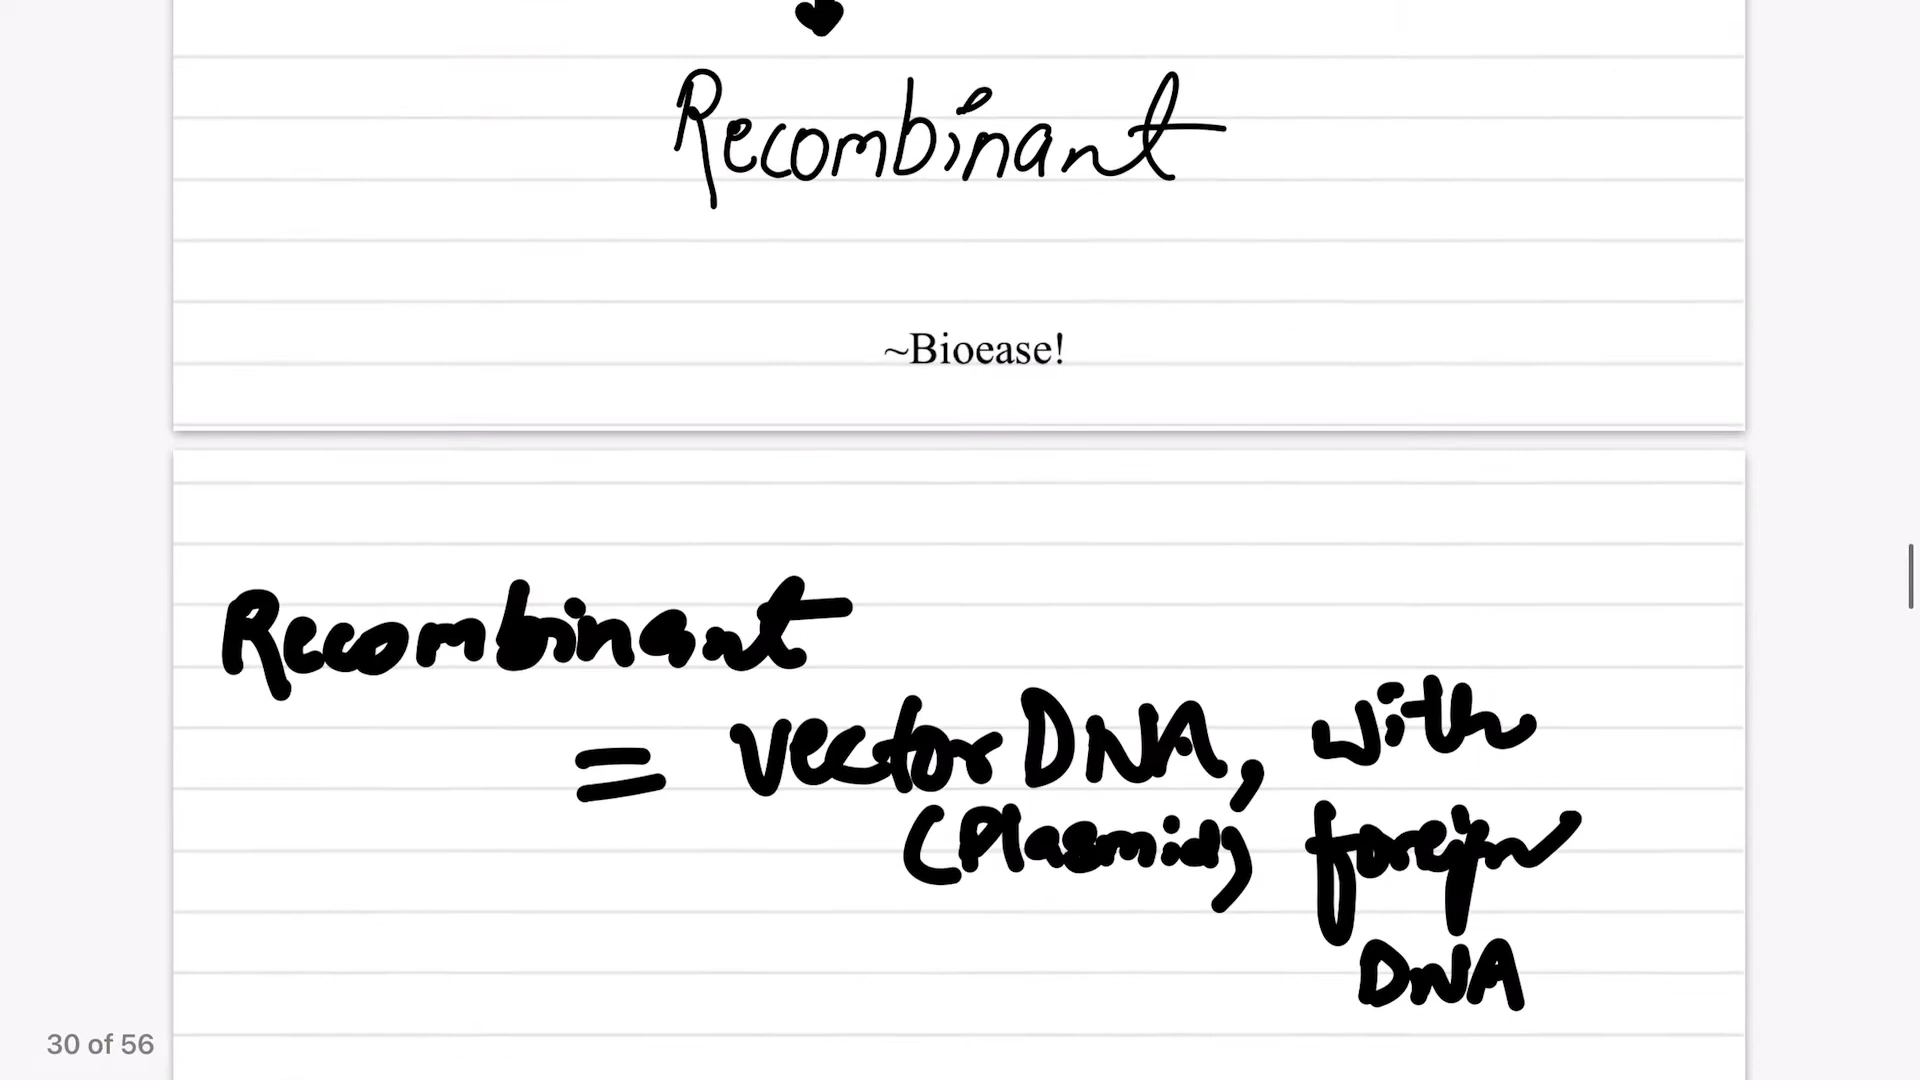 Recombinant
~Bioease!
Recombinant
= vector DNA, with
(Plasmid) foreign
DNA
30 of 56